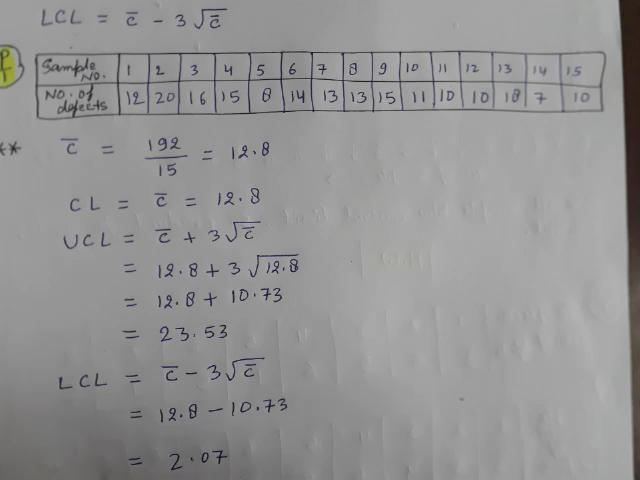 LCL = c̄ - 3√c̄
Sample No. 1 2 3 4 5 6 7 8 9 10 11 12 13 14 15
No. of defects 12 20 16 15 8 14 13 13 15 11 10 10 18 7 10
** c̄ = 192/15 = 12.8
CL = c̄ = 12.8
UCL = c̄ + 3√c̄
= 12.8 + 3√12.8
= 12.8 + 10.73
= 23.53
LCL = c̄ - 3√c̄
= 12.8 - 10.73
= 2.07